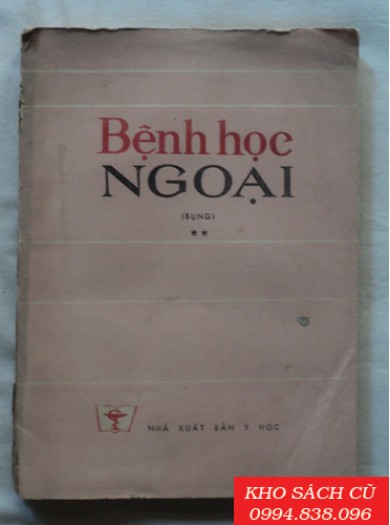 Bệnh học
NGOẠI
(BỤNG)
★★
NHÀ XUẤT BẢN Y HỌC
KHO SÁCH CŨ
0994.838.096